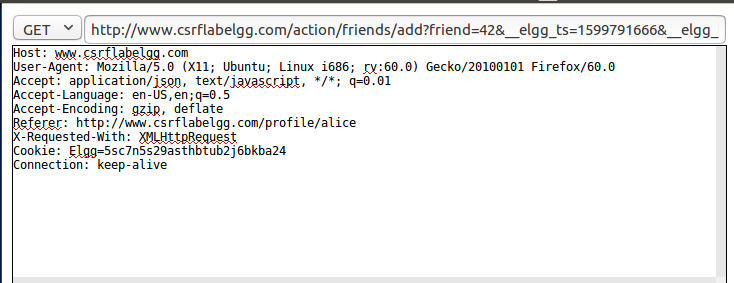 GET http://www.csrflabelgg.com/action/friends/add?friend=42&__elgg_ts=1599791666&__elgg_
Host: www.csrflabelgg.com
User-Agent: Mozilla/5.0 (X11; Ubuntu; Linux i686; rv:60.0) Gecko/20100101 Firefox/60.0
Accept: application/json, text/javascript, */*; q=0.01
Accept-Language: en-US,en;q=0.5
Accept-Encoding: gzip, deflate
Referer: http://www.csrflabelgg.com/profile/alice
X-Requested-With: XMLHttpRequest
Cookie: Elgg=5sc7n5s29asthbtub2j6bkba24
Connection: keep-alive